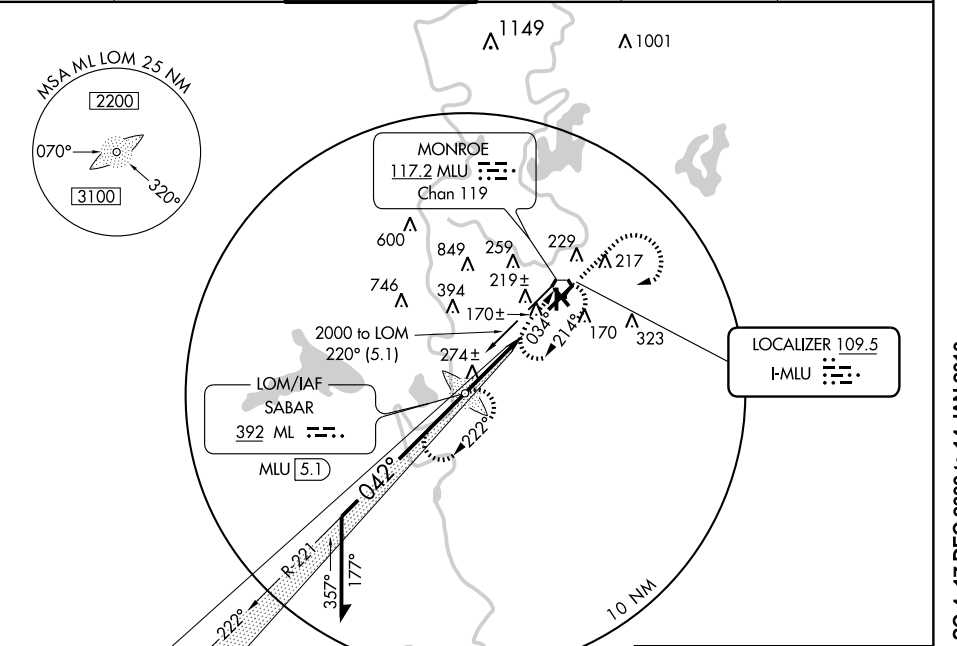 1149
1001
MSA ML LOM 25 NM
2200
070°
3100
320°
MONROE
117.2 MLU
Chan 119
600
849
259
229
217
219±
746
394
170±
034°
214°
170
323
2000 to LOM
220° (5.1)
274±
LOCALIZER 109.5
I-MLU
LOM/IAF
SABAR
392 ML
MLU 5.1
222°
042°
R-221
222°
357°
177°
10 NM